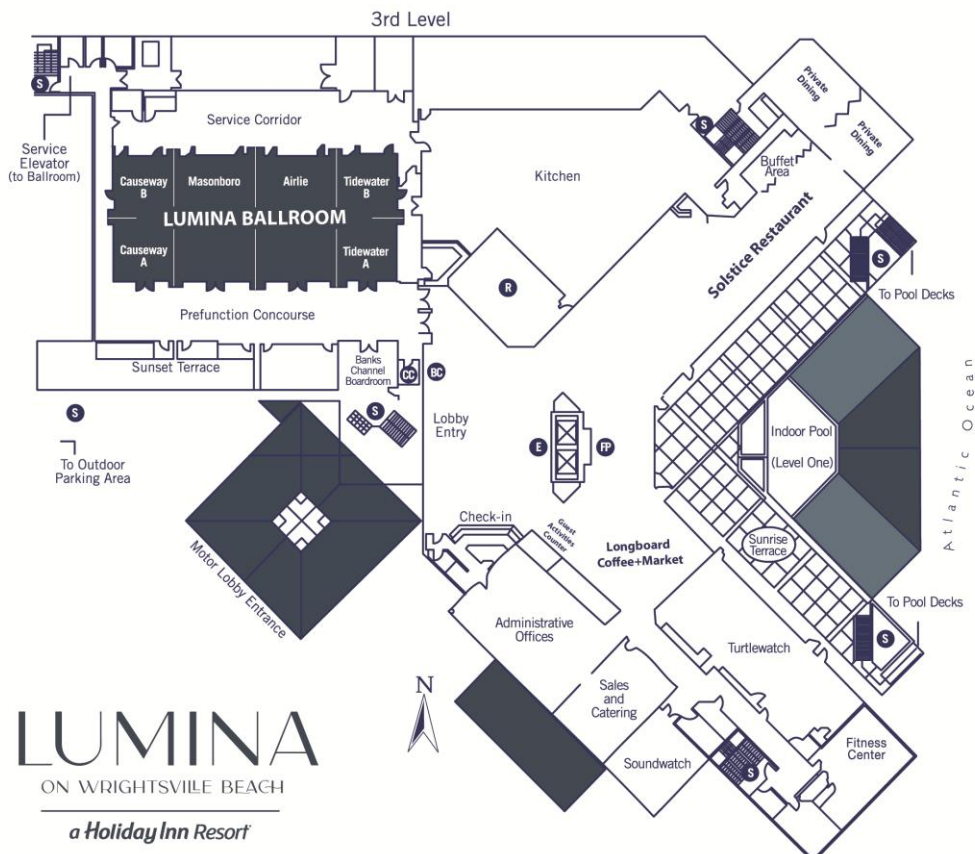 3rd Level
S
Service
Elevator
(to Ballroom)
Service Corridor
Causeway
B
Masonboro
Airlie
Tidewater
B
LUMINA BALLROOM
Causeway
A
Tidewater
A
Prefunction Concourse
Sunset Terrace
Banks
Channel
Boardroom
CC
BC
S
S
To Outdoor
Parking Area
Lobby
Entry
Motor Lobby Entrance
Kitchen
R
S
Private
Dining
Private
Dining
Buffet
Area
Solstice Restaurant
S
To Pool Decks
Indoor Pool
(Level One)
Atlantic Ocean
E
FP
Check-in
Guest
Activities
Counter
Longboard
Coffee+Market
Sunrise
Terrace
To Pool Decks
S
Administrative
Offices
Turtlewatch
Sales
and
Catering
Soundwatch
S
Fitness
Center
N
LUMINA
ON WRIGHTSVILLE BEACH
a Holiday Inn Resort